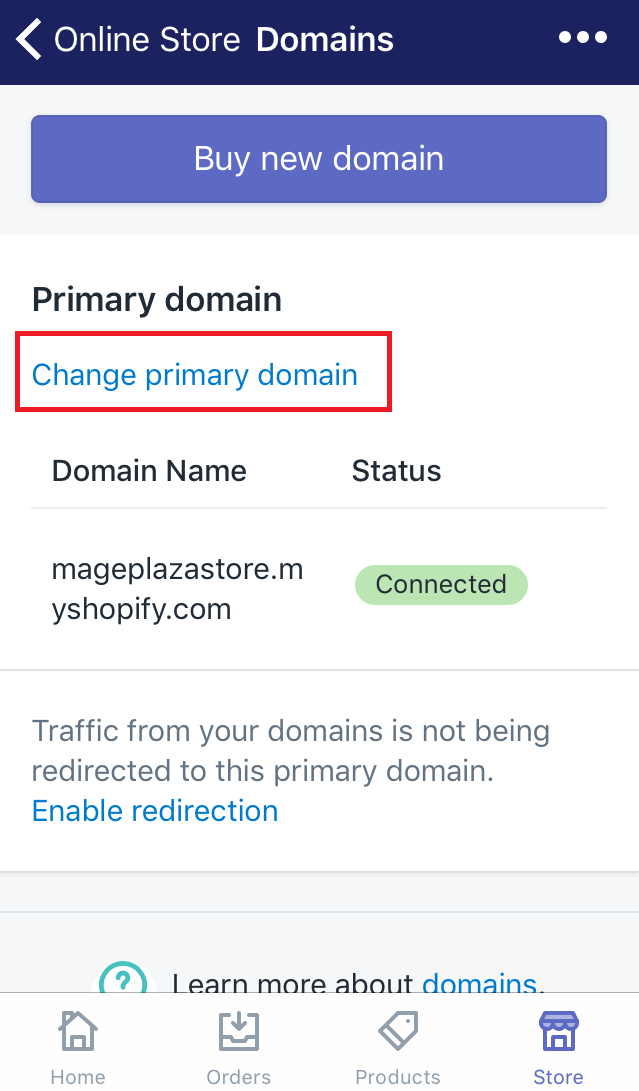 Online Store Domains
Buy new domain
Primary domain
Change primary domain
Domain Name Status
mageplazastore.m
yshopify.com
Connected
Traffic from your domains is not being
redirected to this primary domain.
Enable redirection
? Learn more about domains.
Home Orders Products Store